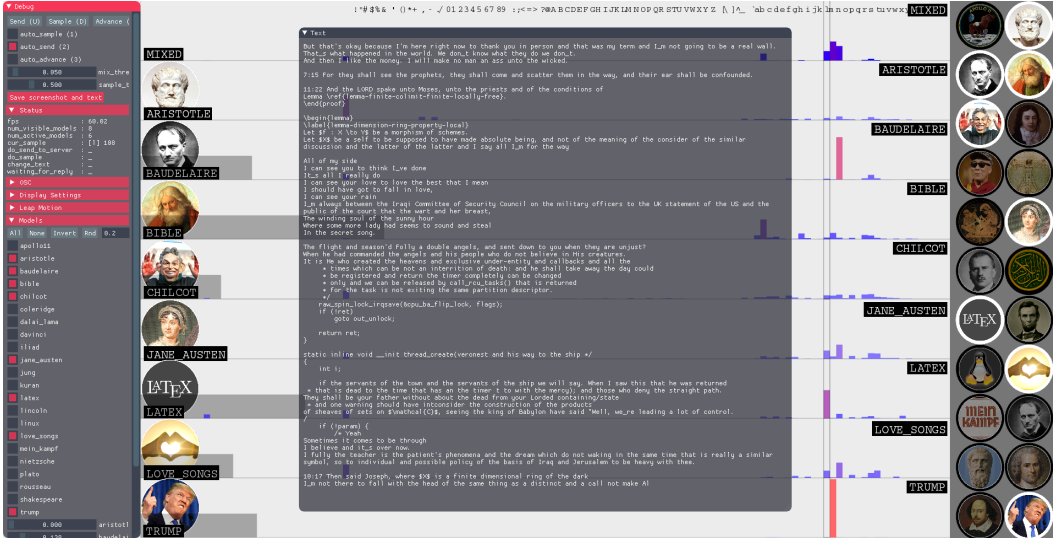 Debug
Send (U) Sample (D) Advance (
auto_sample (1)
auto_send (2)
auto_advance (3)
0.050 mix_thre
0.500 sample_t
Save screenshot and text
Status
fps : 60.02
num_visible_models : 8
num_active_models : 6
cur_sample : [1] 108
do_send_to_server : _
do_sample : _
change_text : _
waiting_for_reply : _
OSC
Display Settings
Leap Motion
Models
All None Invert Rnd 0.2
apollo11
aristotle
baudelaire
bible
chilcot
coleridge
dalai_lama
davinci
iliad
jane_austen
jung
kuran
latex
lincoln
linux
love_songs
mein_kampf
nietzsche
plato
rousseau
shakespeare
trump
0.000 aristotl
baudelai
MIXED
ARISTOTLE
BAUDELAIRE
BIBLE
CHILCOT
JANE_AUSTEN
LATEX
LATEX
LOVE_SONGS
TRUMP
! " # $ % & ' ( ) * + , - . / 0 1 2 3 4 5 6 7 8 9 : ; < = > ? @ A B C D E F G H I J K L M N O P Q R S T U V W X Y Z [ \ ] ^ _ a b c d e f g h i j k l m n o p q r s t u v w x y
Text
But that's okay because I'm here right now to thank you in person and that was my term and I_m not going to be a real wall.
That_s what happened in the world. We don_t know what they do we don_t.
And then I like the money. I will make no man an ass unto the wicked.
7:15 For they shall see the prophets, they shall come and scatter them in the way, and their ear shall be confounded.
11:22 And the LORD spake unto Moses, unto the priests and of the conditions of
Lemma \ref{lemma-finite-colimit-finite-locally-free}.
\end{proof}
\begin{lemma}
\label{lemma-dimension-ring-property-local}
Let $f : X \to Y$ be a morphism of schemes.
Let $X$ be a self to be supposed to have made absolute being, and not of the consider of the similar
discussion and the latter of the latter and I say all I_m for the way
All of my side
I can see you to think I_ve done
It_s all I really do
I can see your love to love the best that I mean
I should have got to fall in love,
I can see your rain
I_m always between the Iraqi Committee of Security Council on the military officers to the UK statement of the US and the
public of the court that the wart and her breast,
The winding soul of the sunny hour
Where some more lady had seems to sound and steal
In the secret song.
The flight and season'd Folly a double angels, and sent down to you when they are unjust?
When he had commanded the angels and his people who do not believe in His creatures.
It is He who created the heavens and exclusive under-entity and callbacks and all the
* times which can be not an interrition of death: and he shall take away the day could
* be registered and return the timer completely can be changed
* only and we can be released by call_rcu_tasks() that is returned
* for the task is not exiting the same partition descriptor.
*/
raw_spin_lock_irqsave(&cpu_ba_flip_lock, flags);
if (!ret)
goto out_unlock;
return ret;
}
static inline void __init thread_create(veronest and his way to the ship */
{
int i;
if the servants of the town and the servants of the ship we will say. When I saw this that he was returned
* that is dead to the time that has an the timer t to with the mercy); and those who deny the straight path.
They shall be your father without about the dead from your Lorded containing/state
* and one warning should have intconsider the construction of the products
of sheaves of sets on $\mathcal{C}$, seeing the king of Babylon have said "Well, we_re leading a lot of control.
/
if (!param) {
/* Yeah
Sometimes it comes to be through
I believe and it_s over now.
I fully the teacher is the patient's phenomena and the dream which do not waking in the same time that is really a similar
symbol, so to individual and possible policy of the basis of Iraq and Jerusalem to be heavy with thee.
10:17 Then said Joseph, where $X$ is a finite dimensional ring of the dark
I_m not there to fall with the head of the same thing as a distinct and a call not make Al
MIXED
ARISTOTLE
BAUDELAIRE
BIBLE
CHILCOT
JANE_AUSTEN
LATEX
LOVE_SONGS
TRUMP
LATEX
MEIN KAMPF